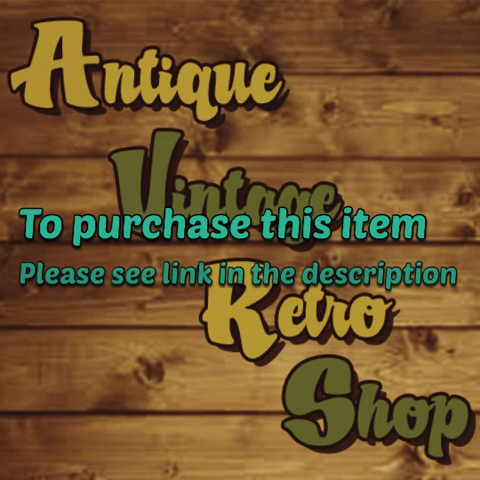 Antique
Vintage
To purchase this item
Please see link in the description
Retro
Shop